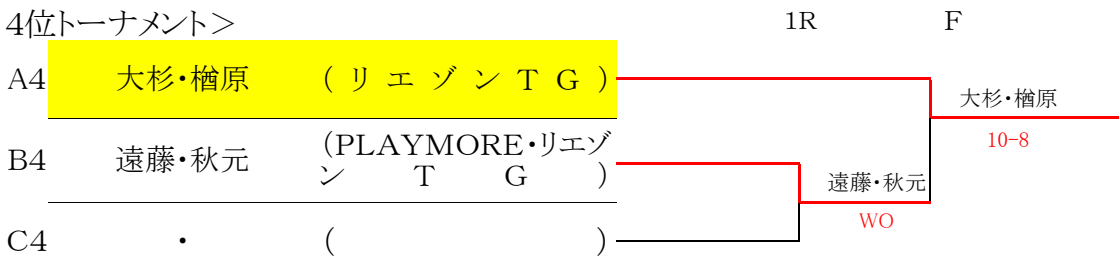 4位トーナメント＞ 1R F
A4 大杉・楢原 (リエゾンTG)
大杉・楢原
10-8
B4 遠藤・秋元 (PLAYMORE・リエゾ
ンTG)
遠藤・秋元
WO
C4 ・ ( )